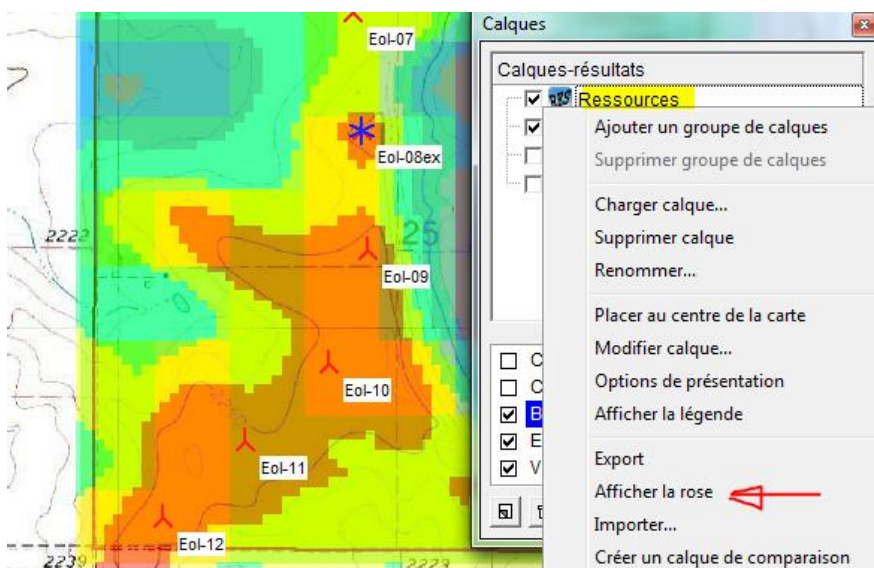 Eol-07
Eol-08ex
2222
25
Eol-09
Eol-10
Eol-11
Eol-12
2239
2223
Calques
Calques-résultats
RES Ressources
Ajouter un groupe de calques
Supprimer groupe de calques
Charger calque...
Supprimer calque
Renommer...
Placer au centre de la carte
Modifier calque...
Options de présentation
Afficher la légende
Export
Afficher la rose
Importer...
Créer un calque de comparaison
C
C
B
E
V